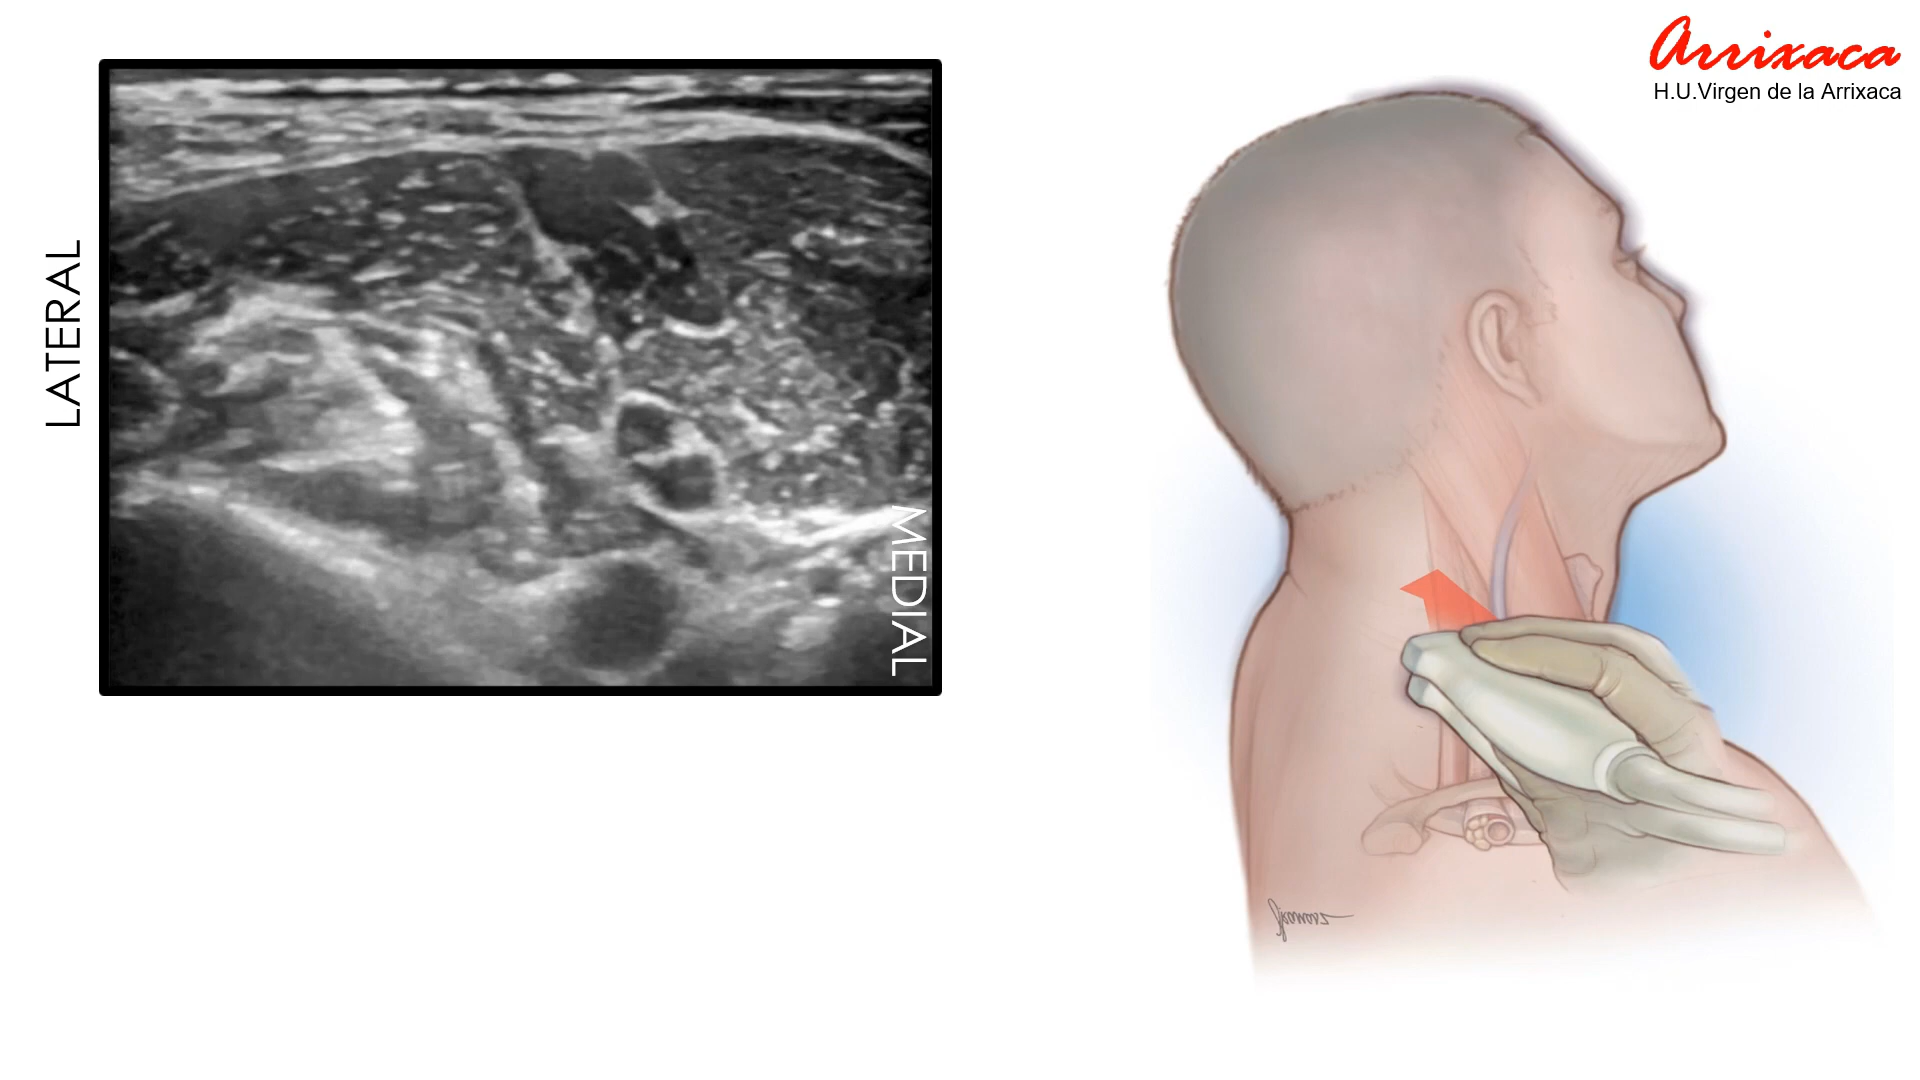 Arrixaca
H.U.Virgen de la Arrixaca
LATERAL
MEDIAL